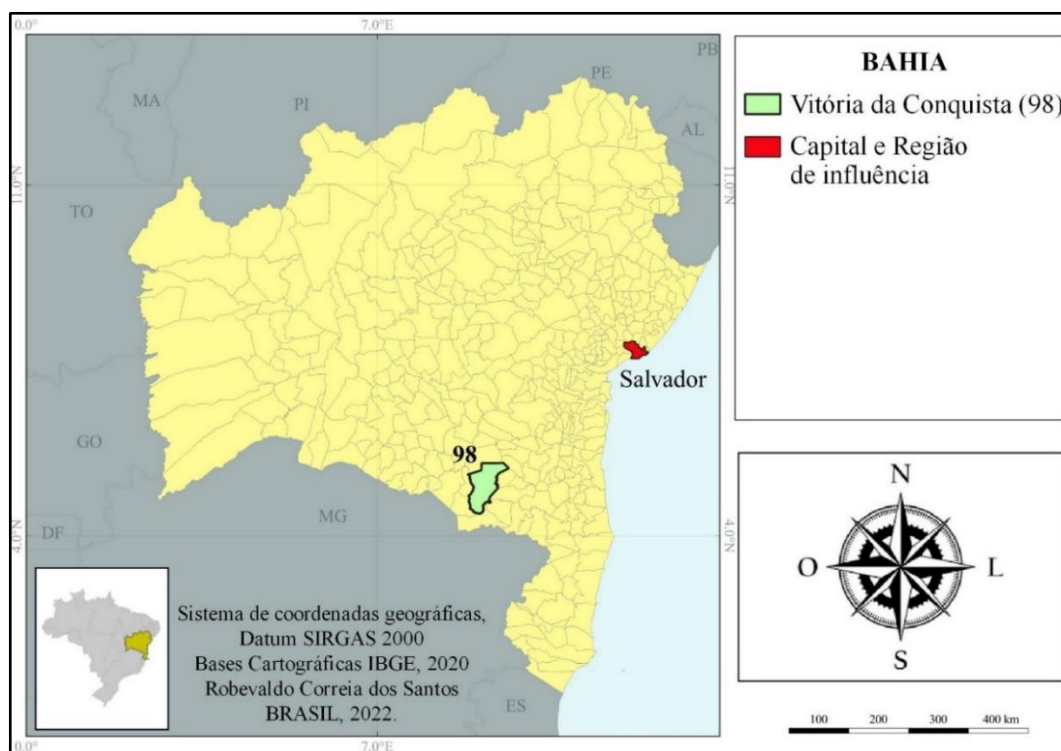 0.0°
7.0°E
PB
PE
MA
PI
AL
11.0°N
11.0°N
TO
BAHIA
Vitória da Conquista (98)
Capital e Região
de influência
Salvador
GO
98
MG
DF
4.0°N
4.0°N
N
O
L
S
Sistema de coordenadas geográficas,
Datum SIRGAS 2000
Bases Cartográficas IBGE, 2020
Robevaldo Correia dos Santos
BRASIL, 2022.
ES
100 200 300 400 km
0.0°
7.0°E